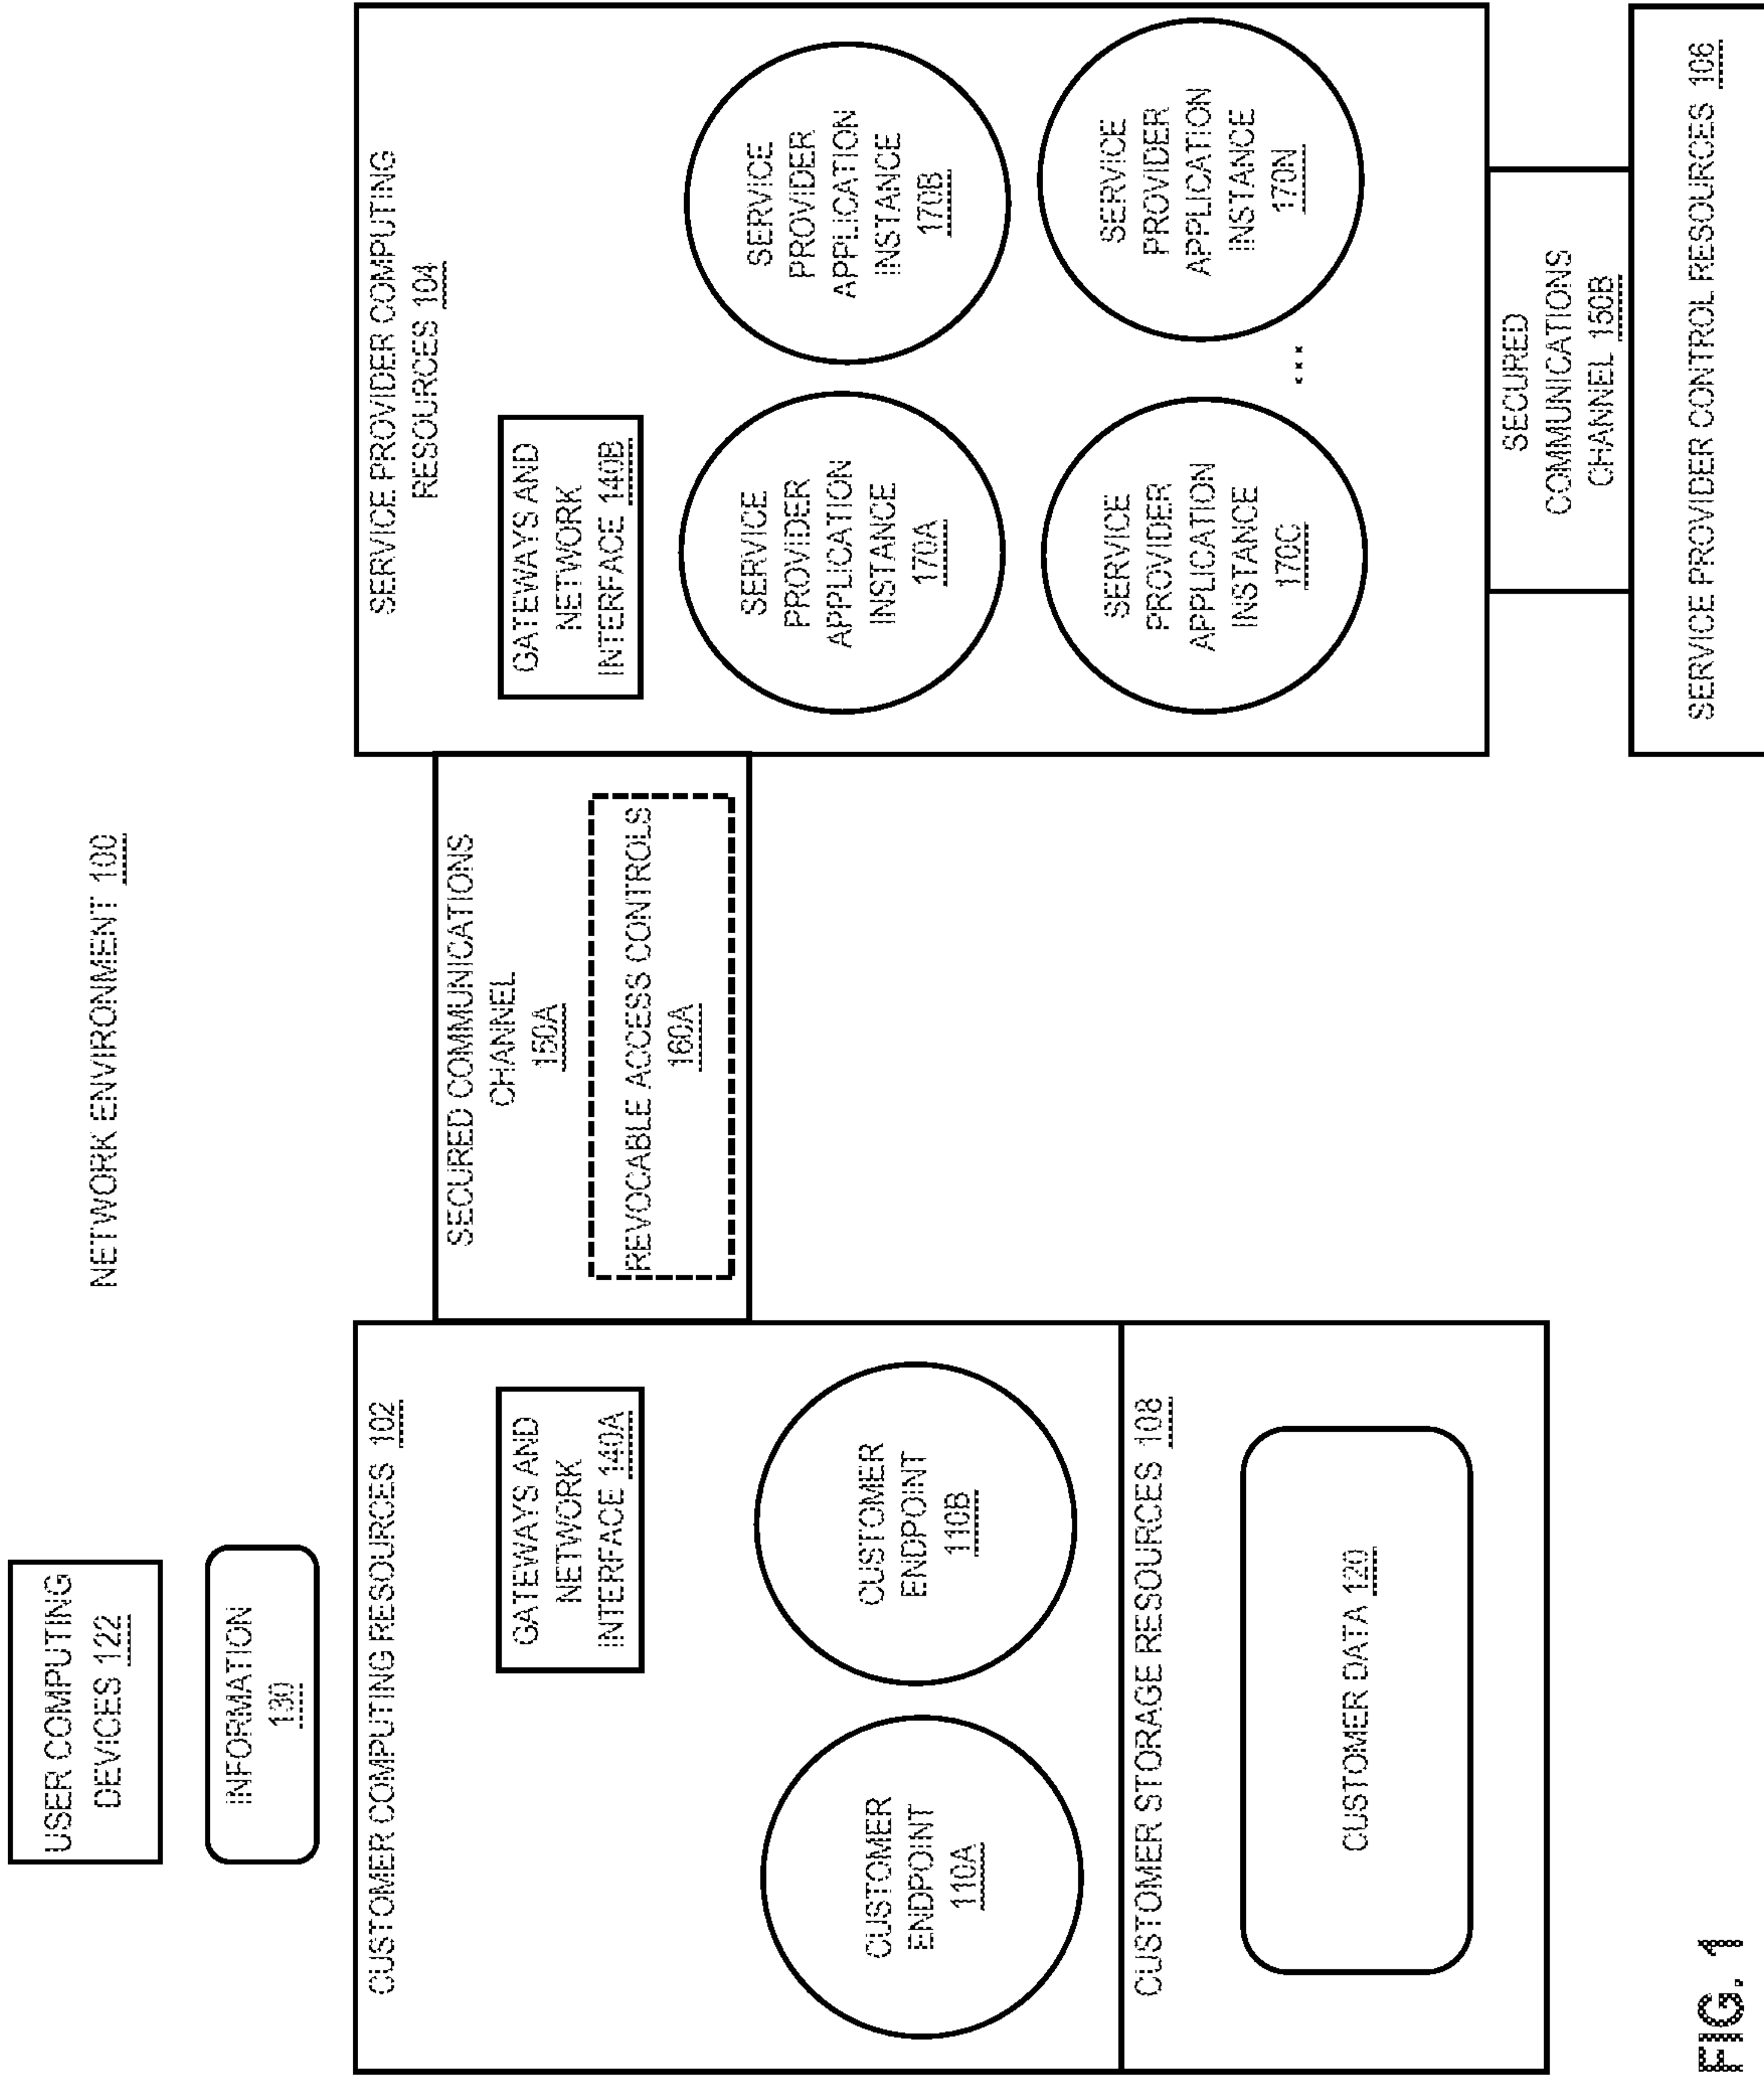 NETWORK ENVIRONMENT 100
USER COMPUTING
DEVICES 122
INFORMATION
130
CUSTOMER COMPUTING RESOURCES 102
GATEWAYS AND
NETWORK
INTERFACE 140A
CUSTOMER
ENDPOINT
110A
CUSTOMER
ENDPOINT
110B
CUSTOMER STORAGE RESOURCES 108
CUSTOMER DATA 120
SECURED COMMUNICATIONS
CHANNEL
150A
REVOCABLE ACCESS CONTROLS
160A
SERVICE PROVIDER COMPUTING
RESOURCES 104
GATEWAYS AND
NETWORK
INTERFACE 140B
SERVICE
PROVIDER
APPLICATION
INSTANCE
170A
SERVICE
PROVIDER
APPLICATION
INSTANCE
170B
SERVICE
PROVIDER
APPLICATION
INSTANCE
170C
...
SERVICE
PROVIDER
APPLICATION
INSTANCE
170N
SECURED
COMMUNICATIONS
CHANNEL 150B
SERVICE PROVIDER CONTROL RESOURCES 106
FIG. 1